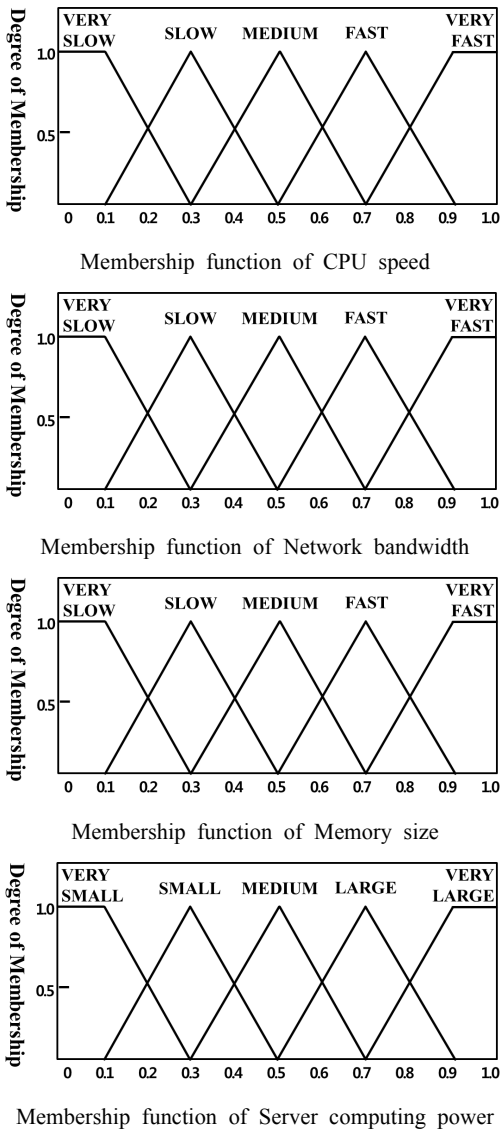 Degree of Membership
VERY SLOW SLOW MEDIUM FAST VERY FAST
1.0
0.5
0 0.1 0.2 0.3 0.4 0.5 0.6 0.7 0.8 0.9 1.0
Membership function of CPU speed
Degree of Membership
VERY SLOW SLOW MEDIUM FAST VERY FAST
1.0
0.5
0 0.1 0.2 0.3 0.4 0.5 0.6 0.7 0.8 0.9 1.0
Membership function of Network bandwidth
Degree of Membership
VERY SLOW SLOW MEDIUM FAST VERY FAST
1.0
0.5
0 0.1 0.2 0.3 0.4 0.5 0.6 0.7 0.8 0.9 1.0
Membership function of Memory size
Degree of Membership
VERY SMALL SMALL MEDIUM LARGE VERY LARGE
1.0
0.5
0 0.1 0.2 0.3 0.4 0.5 0.6 0.7 0.8 0.9 1.0
Membership function of Server computing power